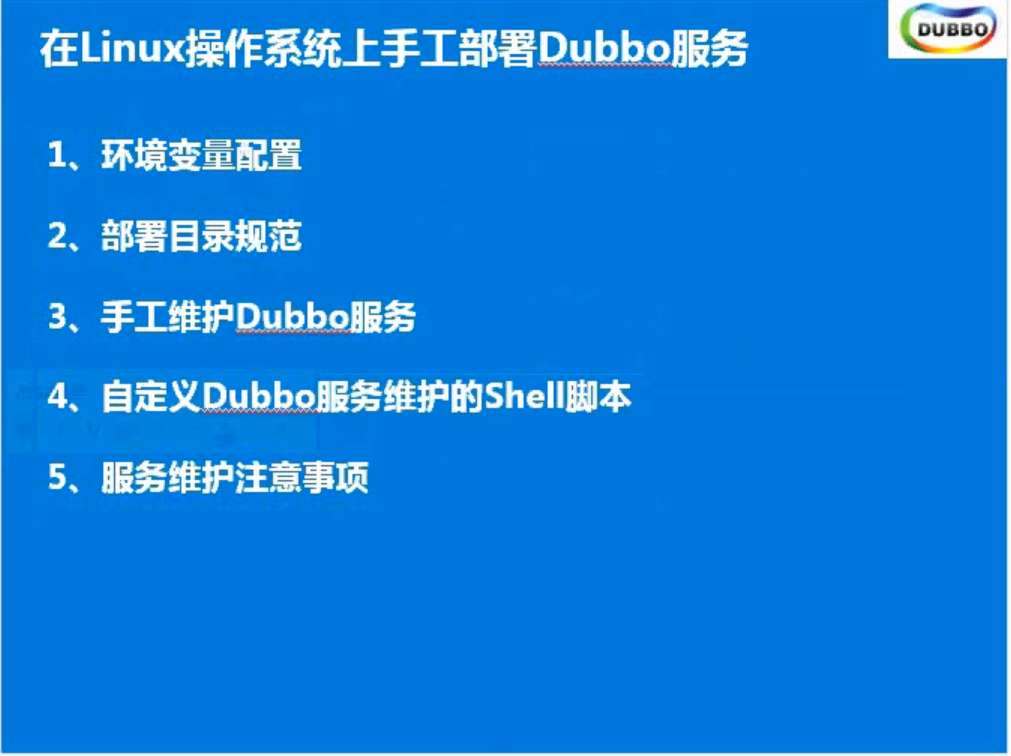 在Linux操作系统上手工部署Dubbo服务
DUBBO
1、环境变量配置
2、部署目录规范
3、手工维护Dubbo服务
4、自定义Dubbo服务维护的Shell脚本
5、服务维护注意事项